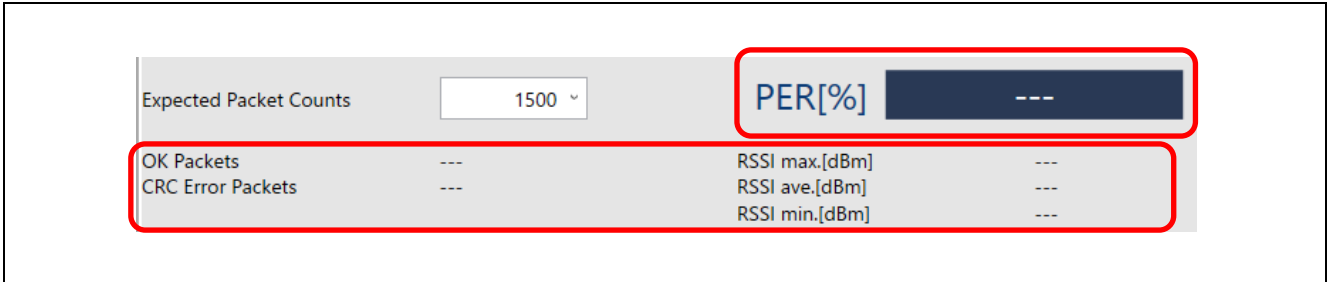 Expected Packet Counts 1500 PER[%] ---
OK Packets --- RSSI max.[dBm] ---
CRC Error Packets --- RSSI ave.[dBm] ---
RSSI min.[dBm] ---